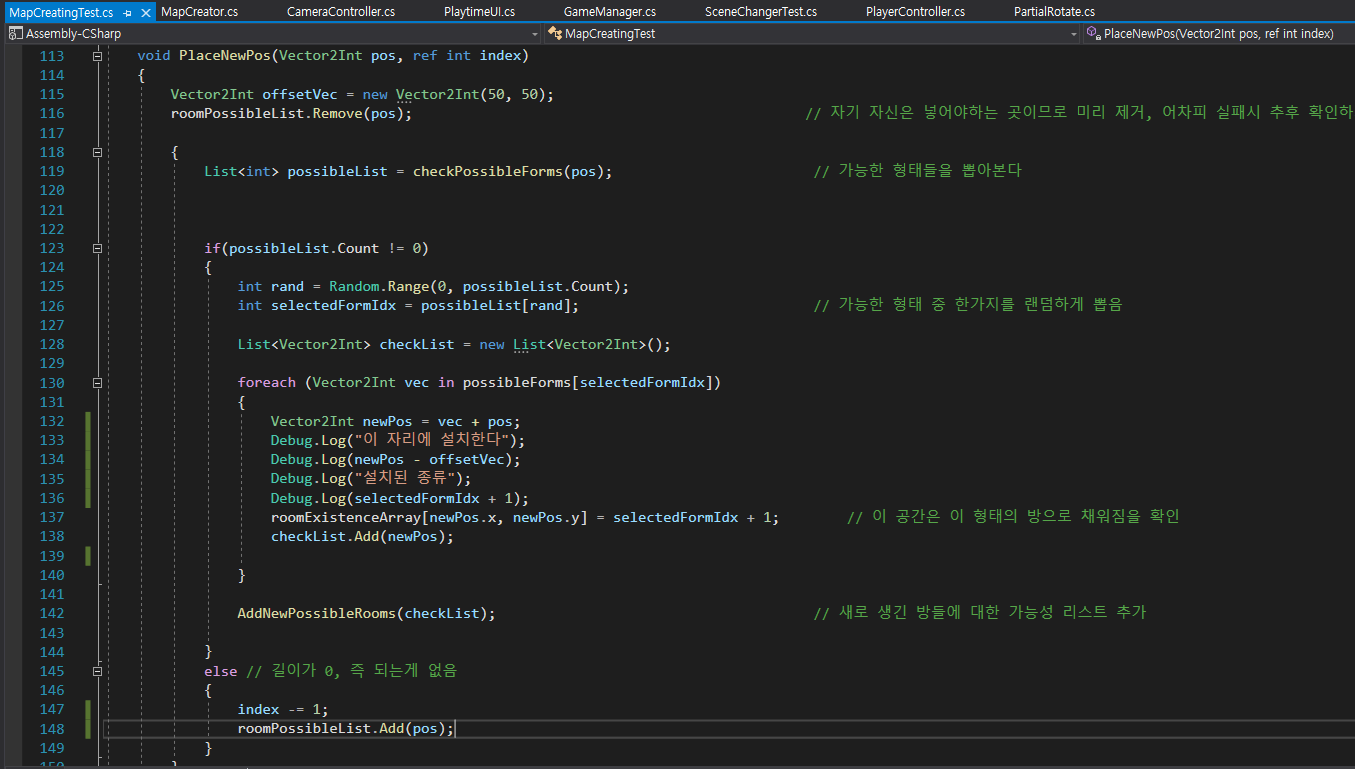 MapCreatingTest.cs MapCreator.cs CameraController.cs PlaytimeUI.cs GameManager.cs SceneChangerTest.cs PlayerController.cs PartialRotate.cs
Assembly-CSharp MapCreatingTest PlaceNewPos(Vector2Int pos, ref int index)
113 void PlaceNewPos(Vector2Int pos, ref int index)
114 {
115 Vector2Int offsetVec = new Vector2Int(50, 50);
116 roomPossibleList.Remove(pos); // 자기 자신은 넣어야하는 곳이므로 미리 제거, 어차피 실패시 추후 확인하
117
118 {
119 List<int> possibleList = checkPossibleForms(pos); // 가능한 형태들을 뽑아본다
120
121
122
123 if(possibleList.Count != 0)
124 {
125 int rand = Random.Range(0, possibleList.Count);
126 int selectedFormIdx = possibleList[rand]; // 가능한 형태 중 한가지를 랜덤하게 뽑음
127
128 List<Vector2Int> checkList = new List<Vector2Int>();
129
130 foreach (Vector2Int vec in possibleForms[selectedFormIdx])
131 {
132 Vector2Int newPos = vec + pos;
133 Debug.Log("이 자리에 설치한다");
134 Debug.Log(newPos - offsetVec);
135 Debug.Log("설치된 종류");
136 Debug.Log(selectedFormIdx + 1);
137 roomExistenceArray[newPos.x, newPos.y] = selectedFormIdx + 1; // 이 공간은 이 형태의 방으로 채워짐을 확인
138 checkList.Add(newPos);
139
140 }
141
142 AddNewPossibleRooms(checkList); // 새로 생긴 방들에 대한 가능성 리스트 추가
143
144 }
145 else // 길이가 0, 즉 되는게 없음
146 {
147 index -= 1;
148 roomPossibleList.Add(pos);
149 }
150 }